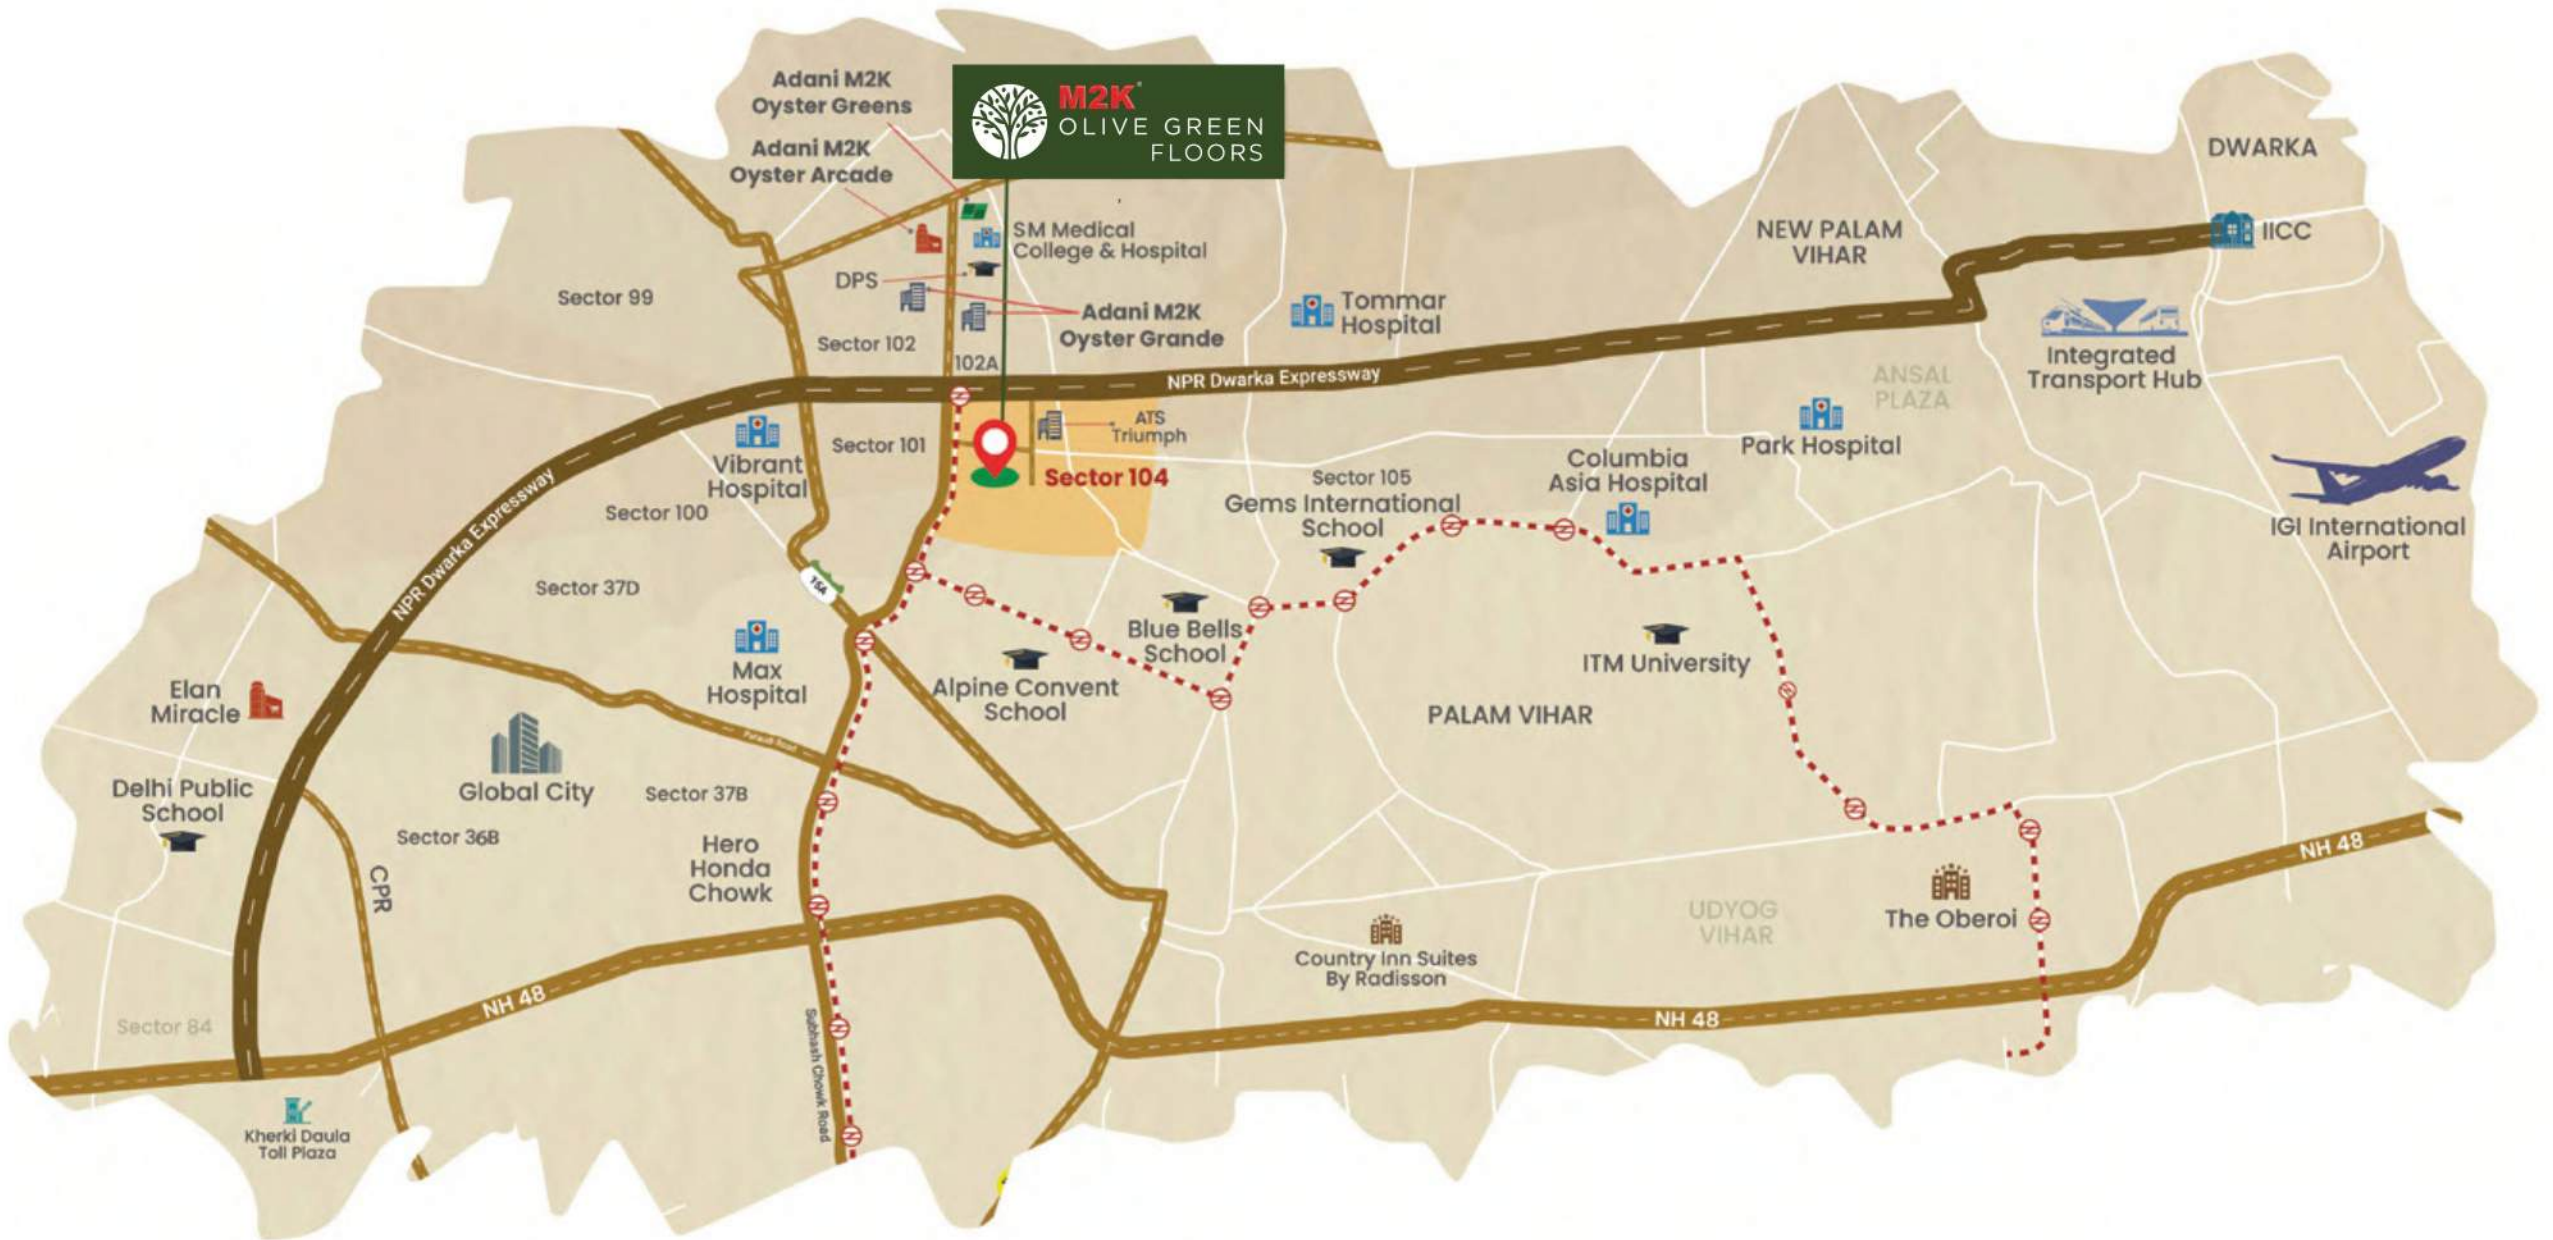 Adani M2K
Oyster Greens
Adani M2K
Oyster Arcade
M2K
OLIVE GREEN
FLOORS
DWARKA
IICC
NEW PALAM
VIHAR
SM Medical
College & Hospital
DPS
Sector 99
Adani M2K
Oyster Grande
Tommar
Hospital
Sector 102
102A
NPR Dwarka Expressway
Integrated
Transport Hub
ANSAL
PLAZA
ATS
Triumph
Sector 101
Park Hospital
Vibrant
Hospital
Sector 104
Sector 105
Gems International
School
Columbia
Asia Hospital
Sector 100
IGI International
Airport
NPR Dwarka Expressway
Sector 37D
15A
Blue Bells
School
Max
Hospital
Alpine Convent
School
ITM University
Elan
Miracle
PALAM VIHAR
Delhi Public
School
Global City
Sector 37B
Sector 36B
Hero
Honda
Chowk
CPR
NH 48
The Oberoi
UDYOG
VIHAR
Country Inn Suites
By Radisson
NH 48
NH 48
Sector 84
Subhash Chowk Road
Kherki Daula
Toll Plaza